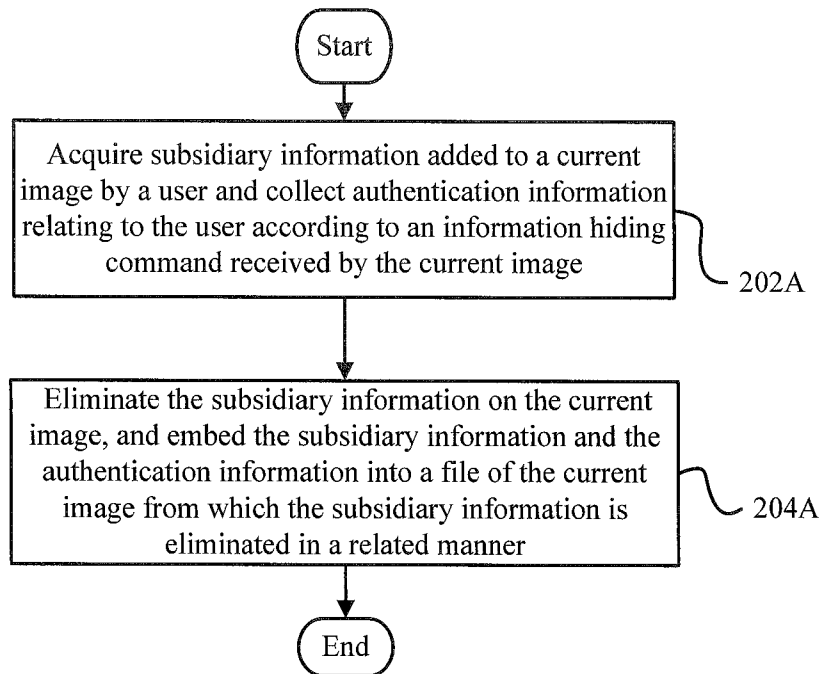 Start
Acquire subsidiary information added to a current
image by a user and collect authentication information
relating to the user according to an information hiding
command received by the current image
202A
Eliminate the subsidiary information on the current
image, and embed the subsidiary information and the
authentication information into a file of the current
image from which the subsidiary information is
eliminated in a related manner
204A
End